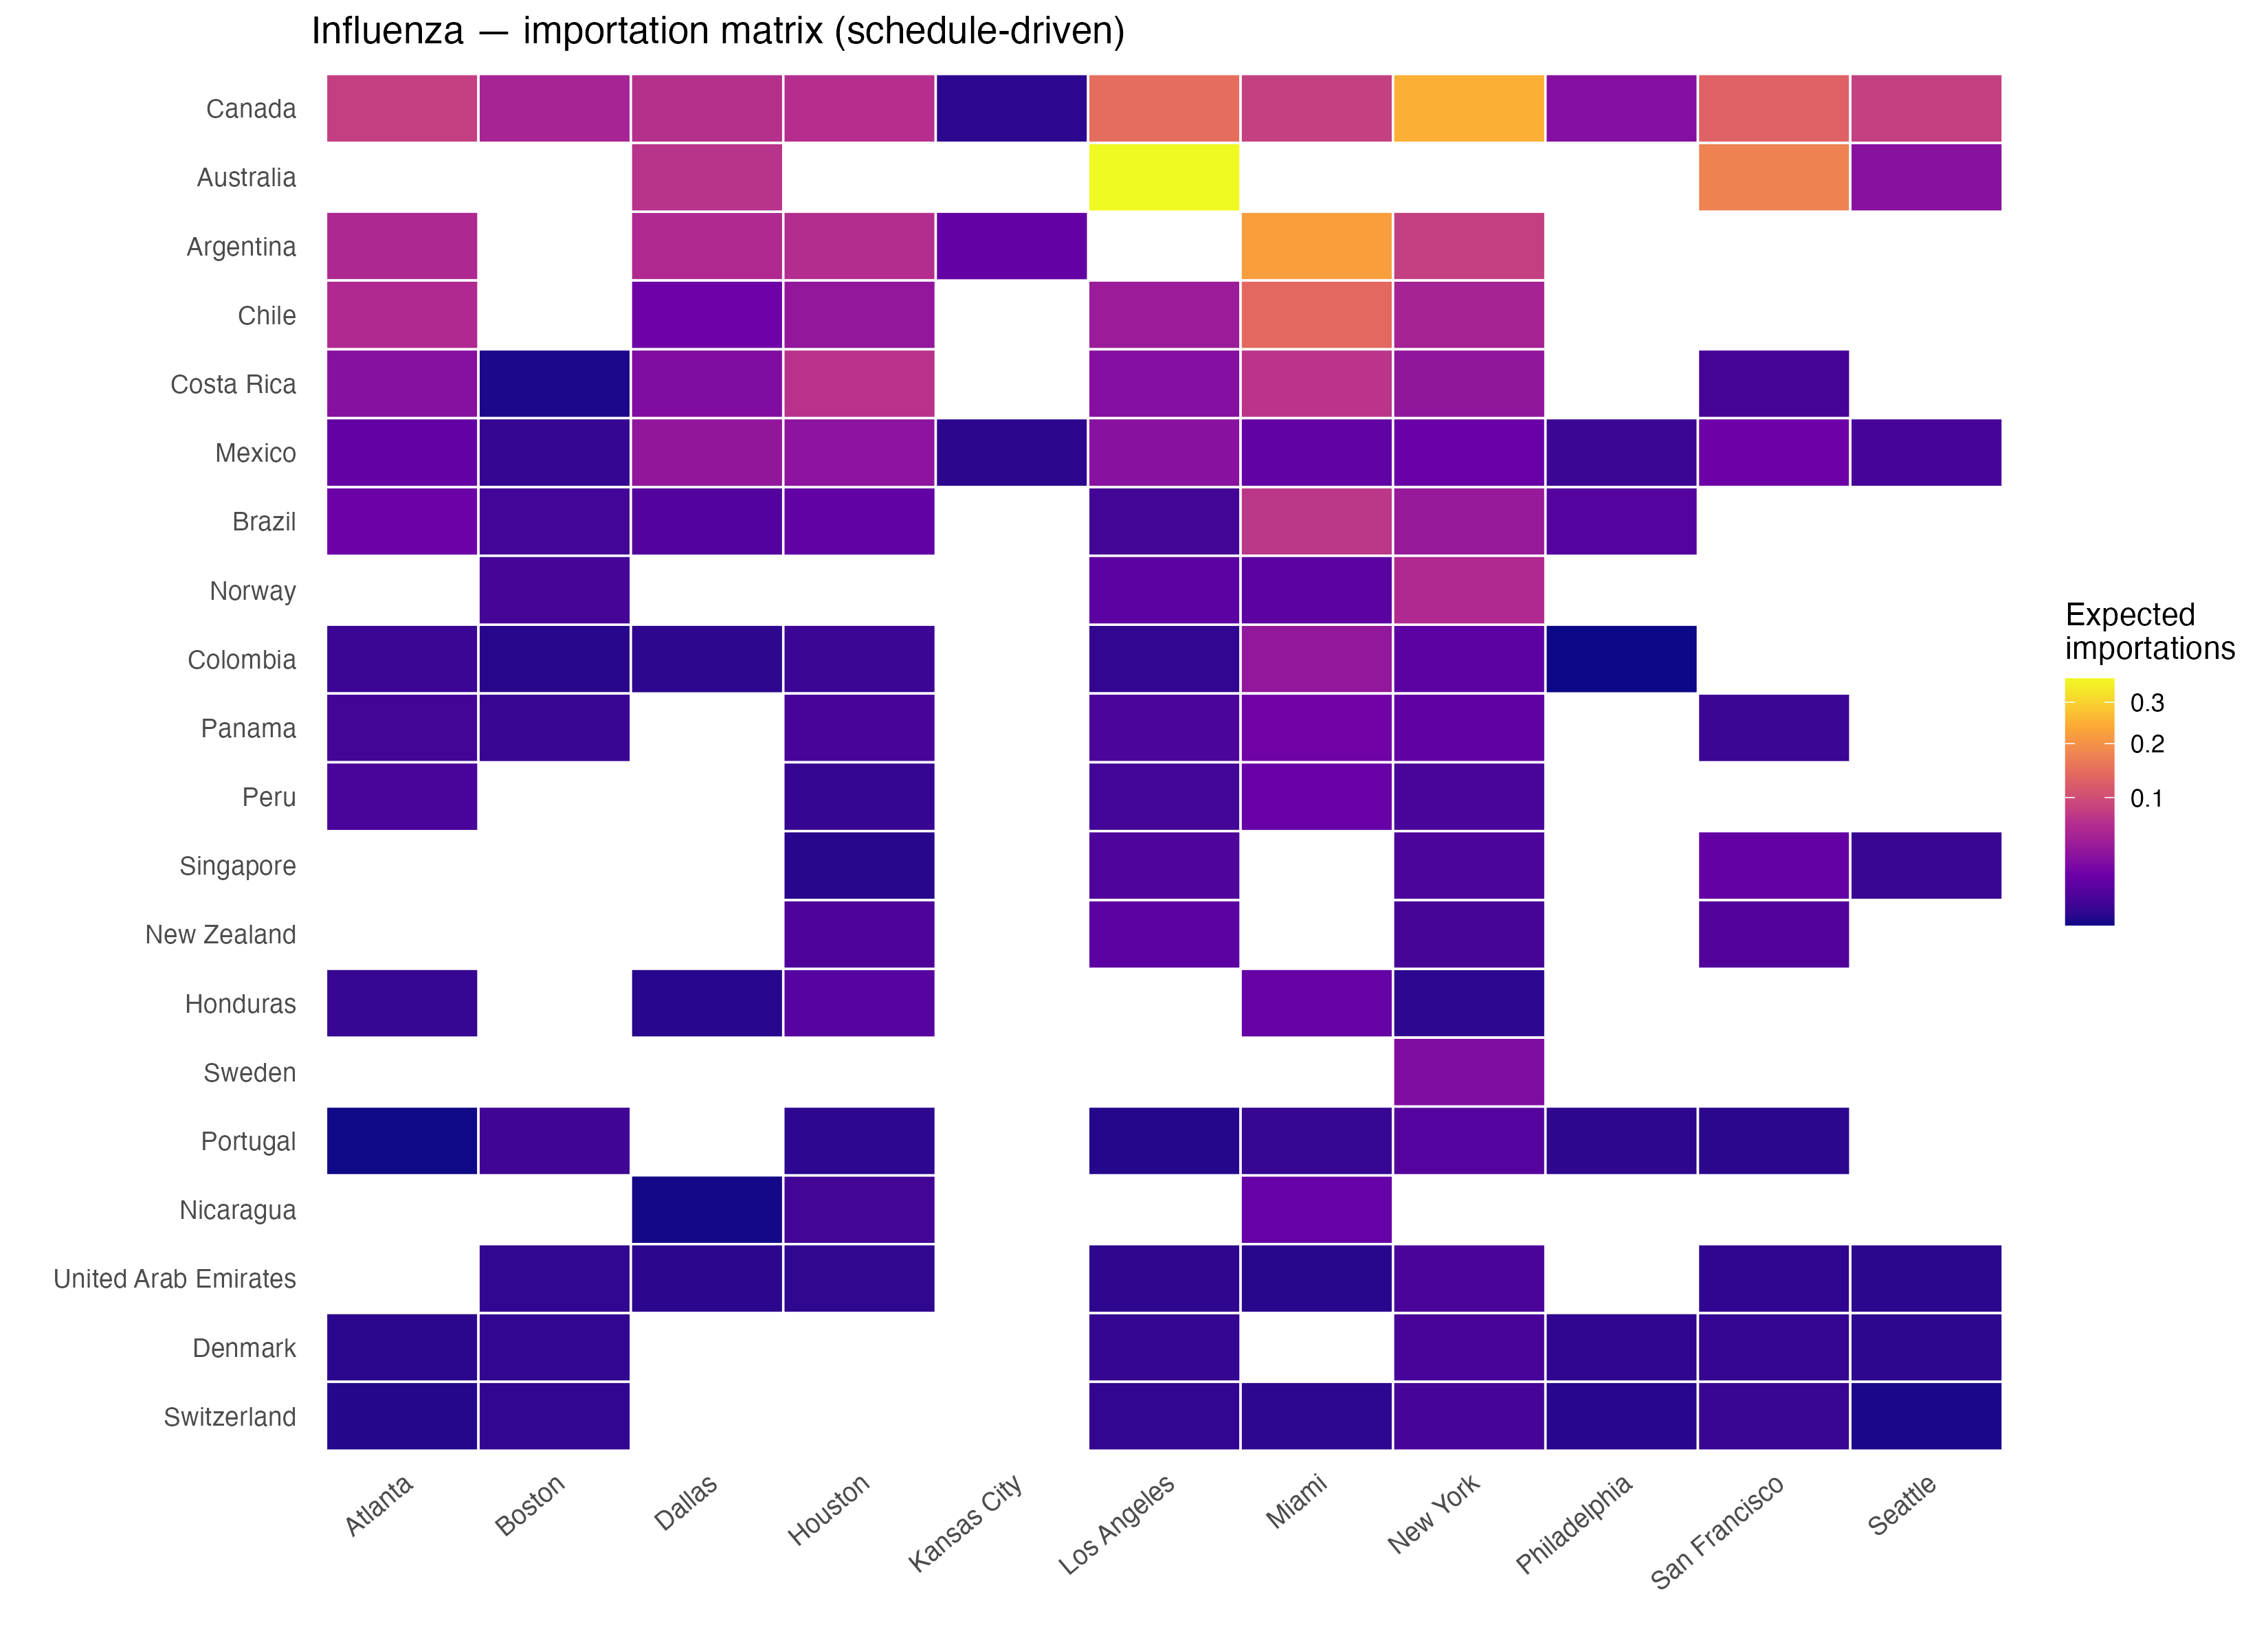 Influenza — importation matrix (schedule-driven)
Canada
Australia
Argentina
Chile
Costa Rica
Mexico
Brazil
Norway
Colombia
Panama
Peru
Singapore
New Zealand
Honduras
Sweden
Portugal
Nicaragua
United Arab Emirates
Denmark
Switzerland
Atlanta
Boston
Dallas
Houston
Kansas City
Los Angeles
Miami
New York
Philadelphia
San Francisco
Seattle
Expected
importations
0.3
0.2
0.1